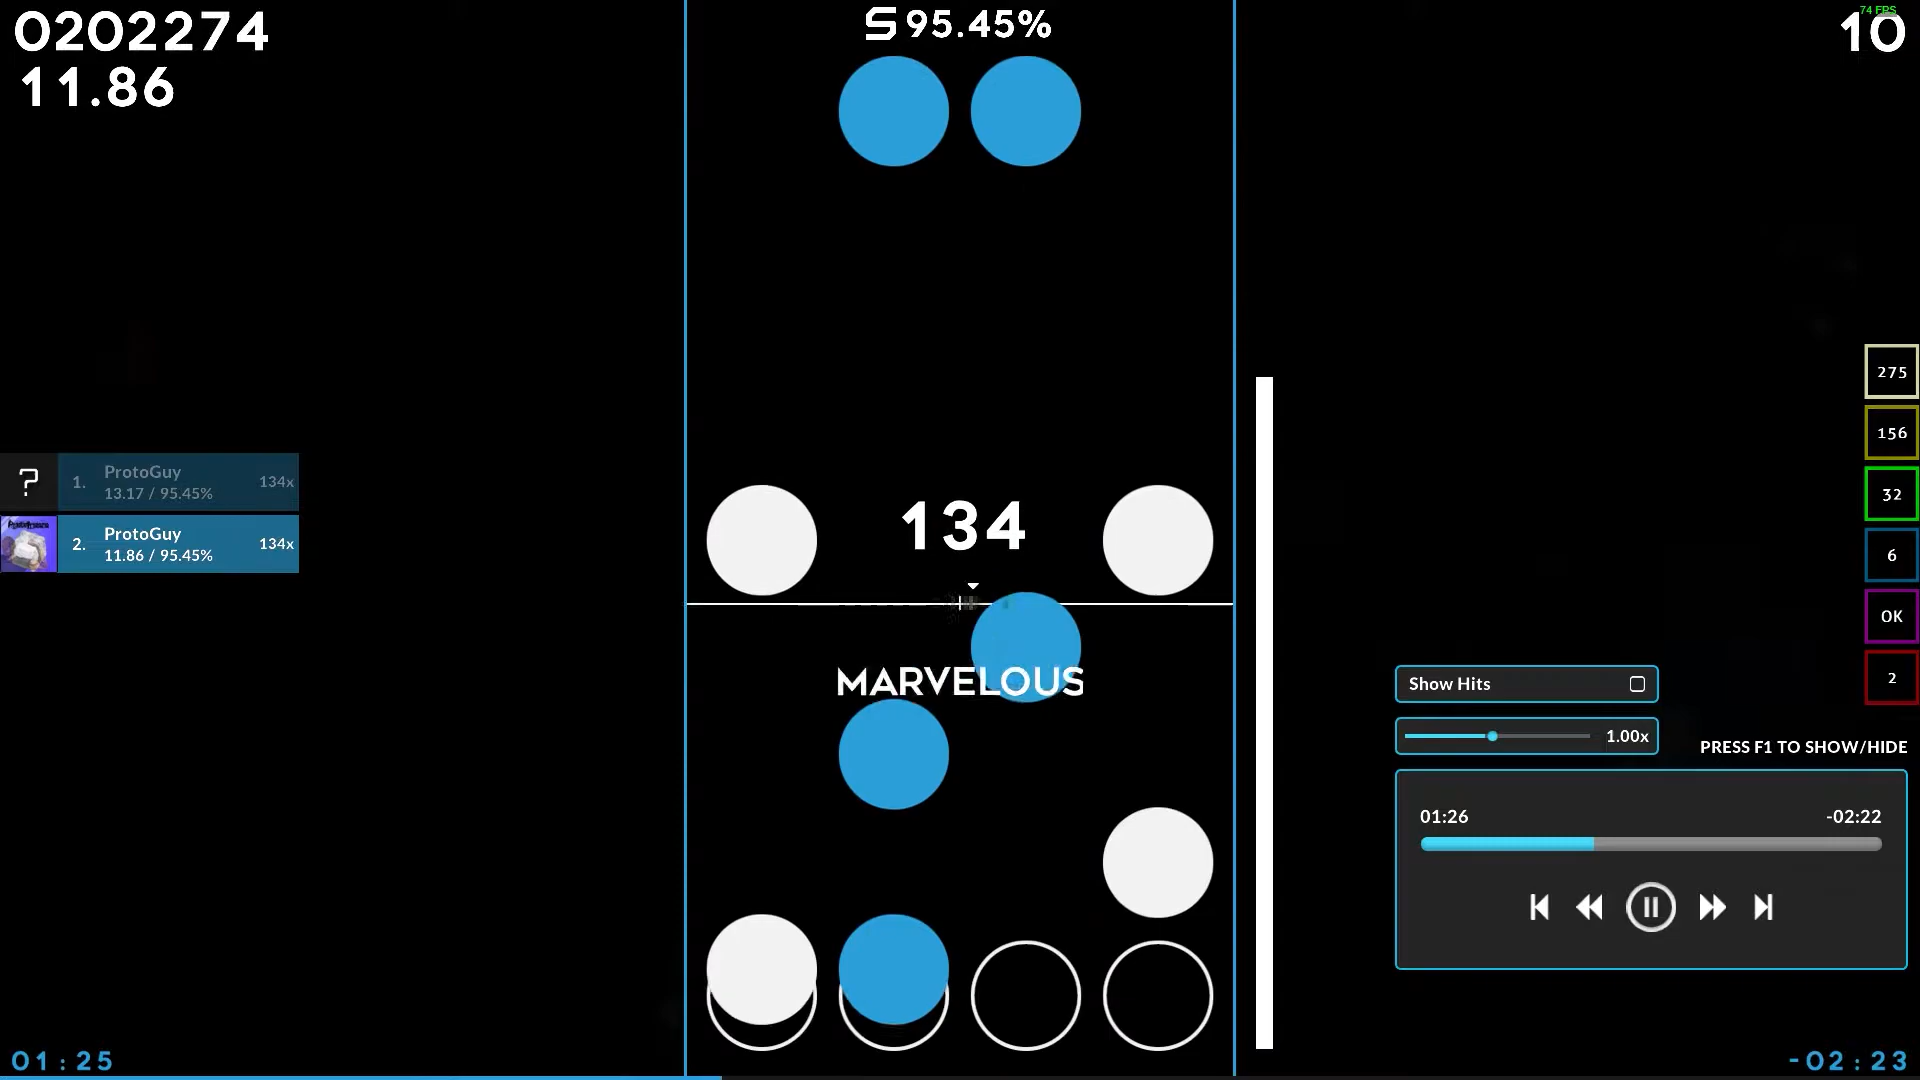 0202274
11.86
S 95.45%
74 FPS
10
?
1. ProtoGuy 134x
13.17 / 95.45%
2. ProtoGuy 134x
11.86 / 95.45%
134
MARVELOUS
275
156
32
6
OK
2
Show Hits
1.00x
PRESS F1 TO SHOW/HIDE
01:26 -02:22
01:25
-02:23